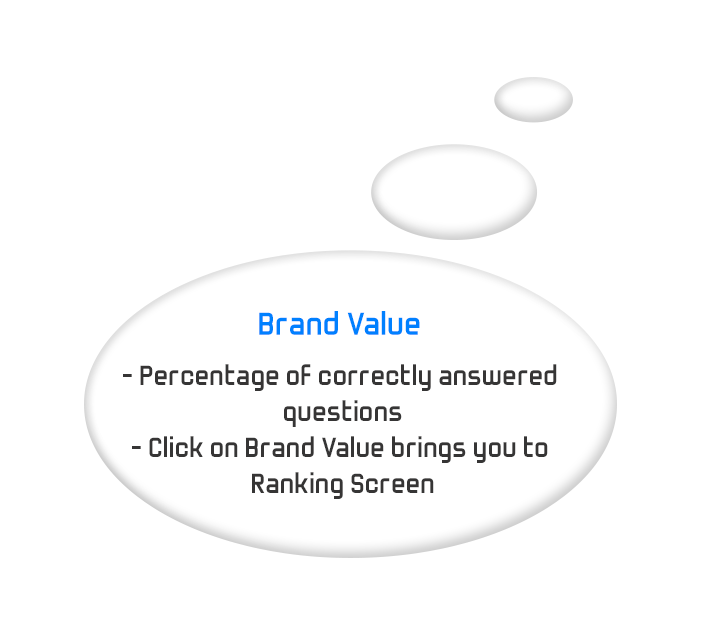 Brand Value
- Percentage of correctly answered
questions
- Click on Brand Value brings you to
Ranking Screen